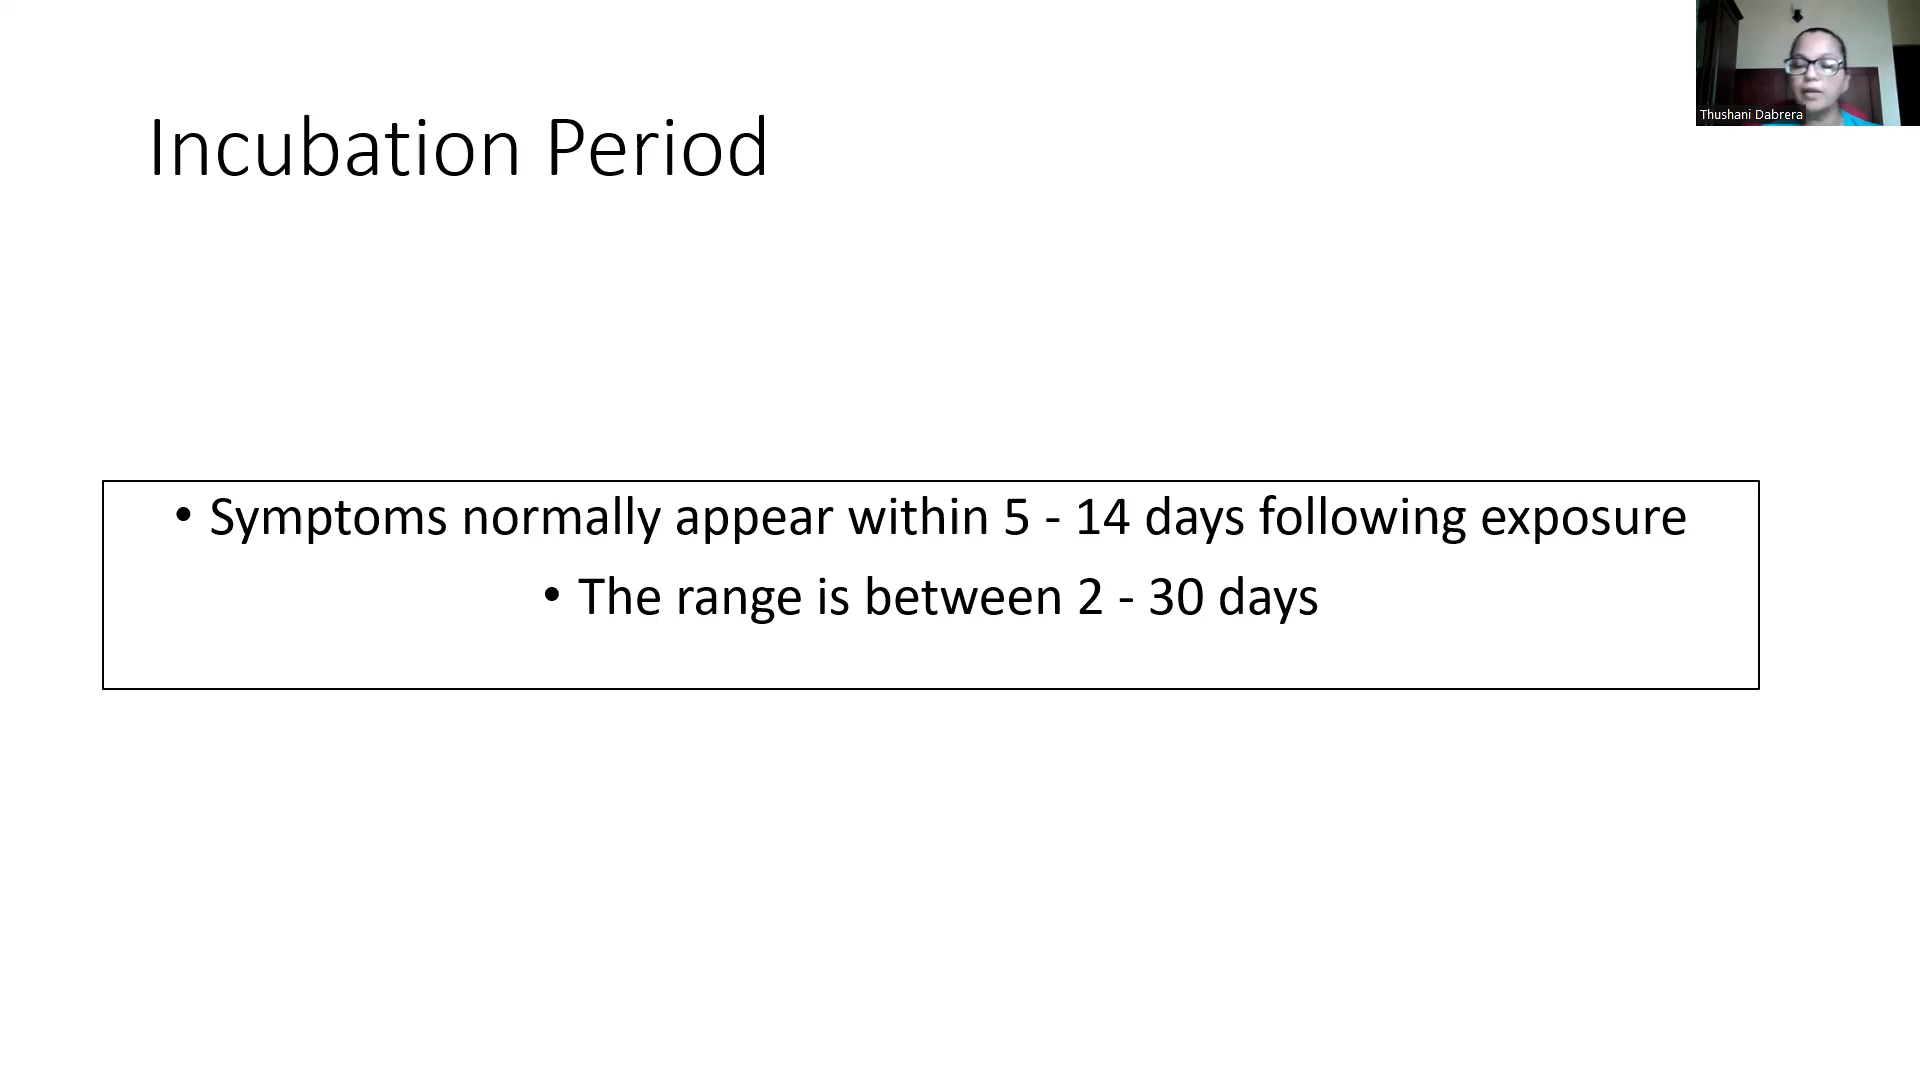 Thushani Dabrera
Incubation Period
• Symptoms normally appear within 5 - 14 days following exposure
• The range is between 2 - 30 days